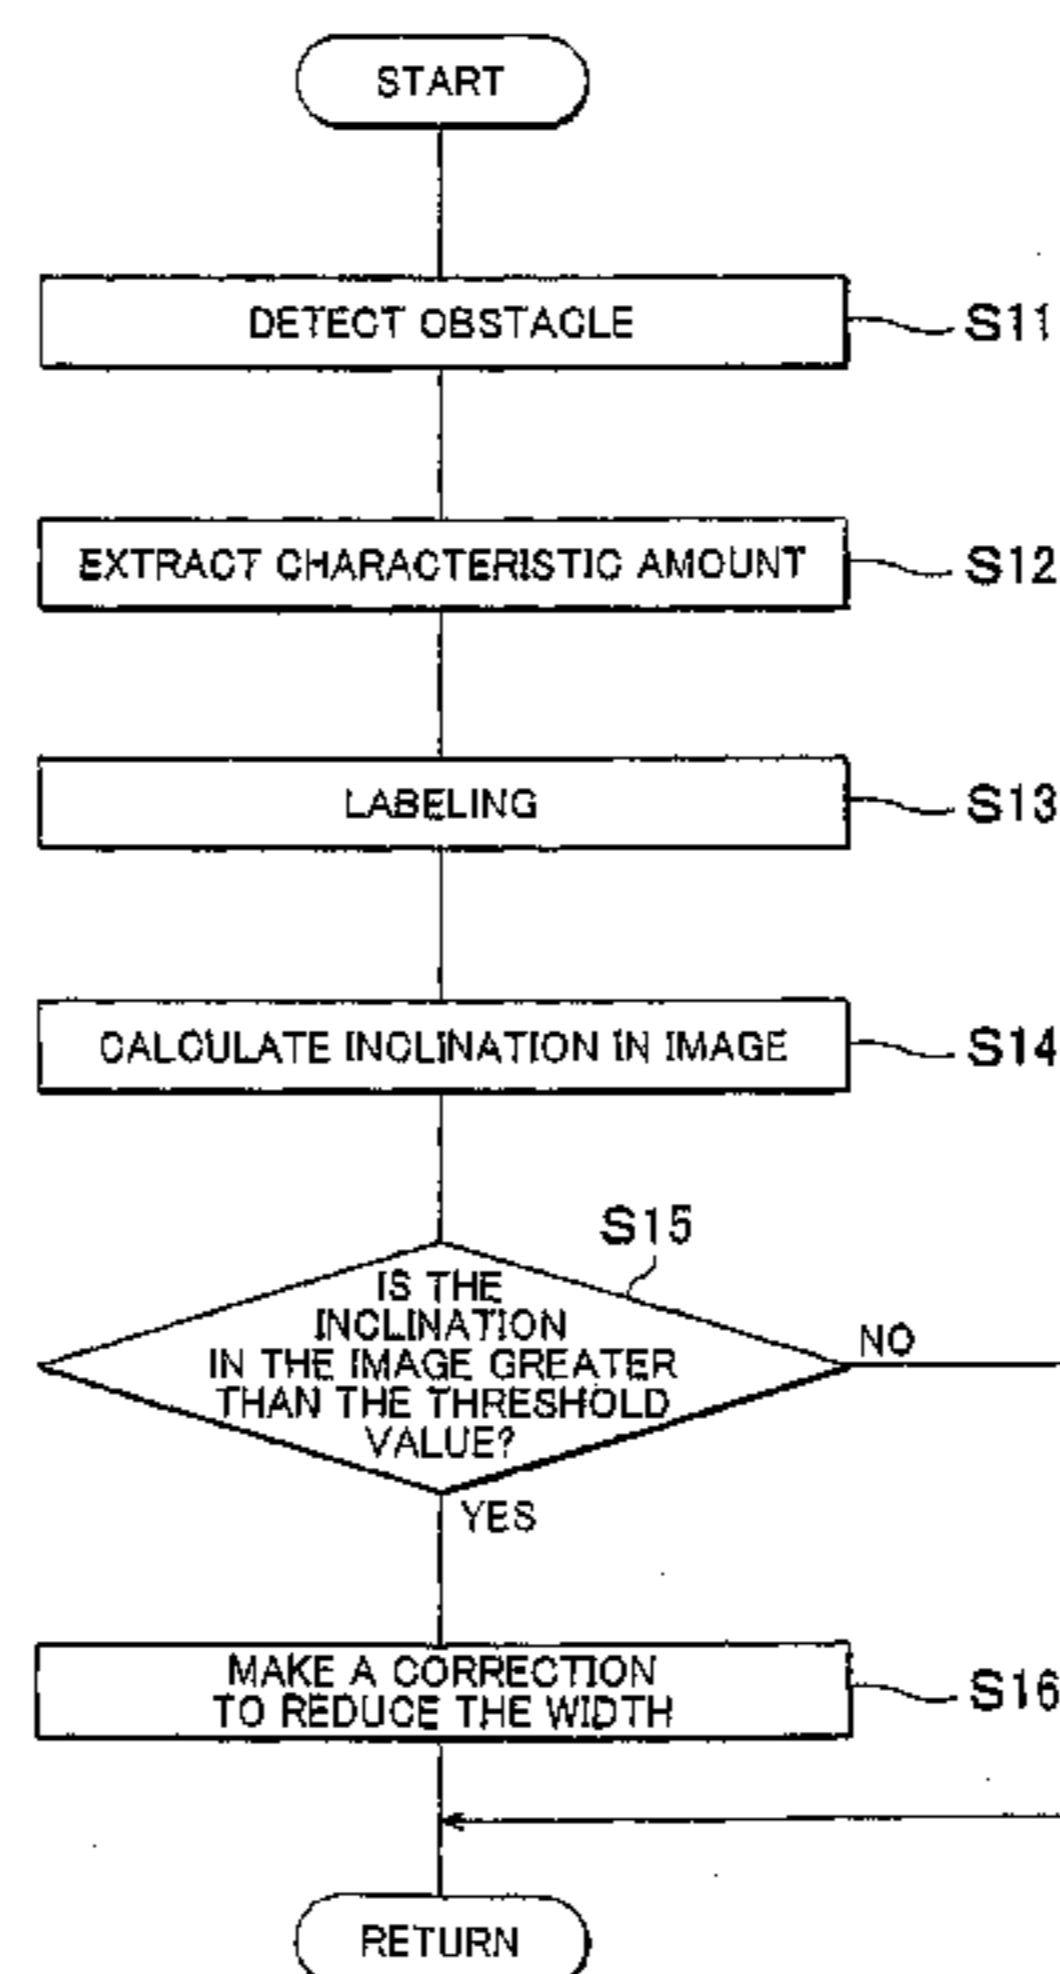 START
DETECT OBSTACLE
S11
EXTRACT CHARACTERISTIC AMOUNT
S12
LABELING
S13
CALCULATE INCLINATION IN IMAGE
S14
S15
IS THE
INCLINATION
IN THE IMAGE GREATER
THAN THE THRESHOLD
VALUE?
NO
YES
MAKE A CORRECTION
TO REDUCE THE WIDTH
S16
RETURN